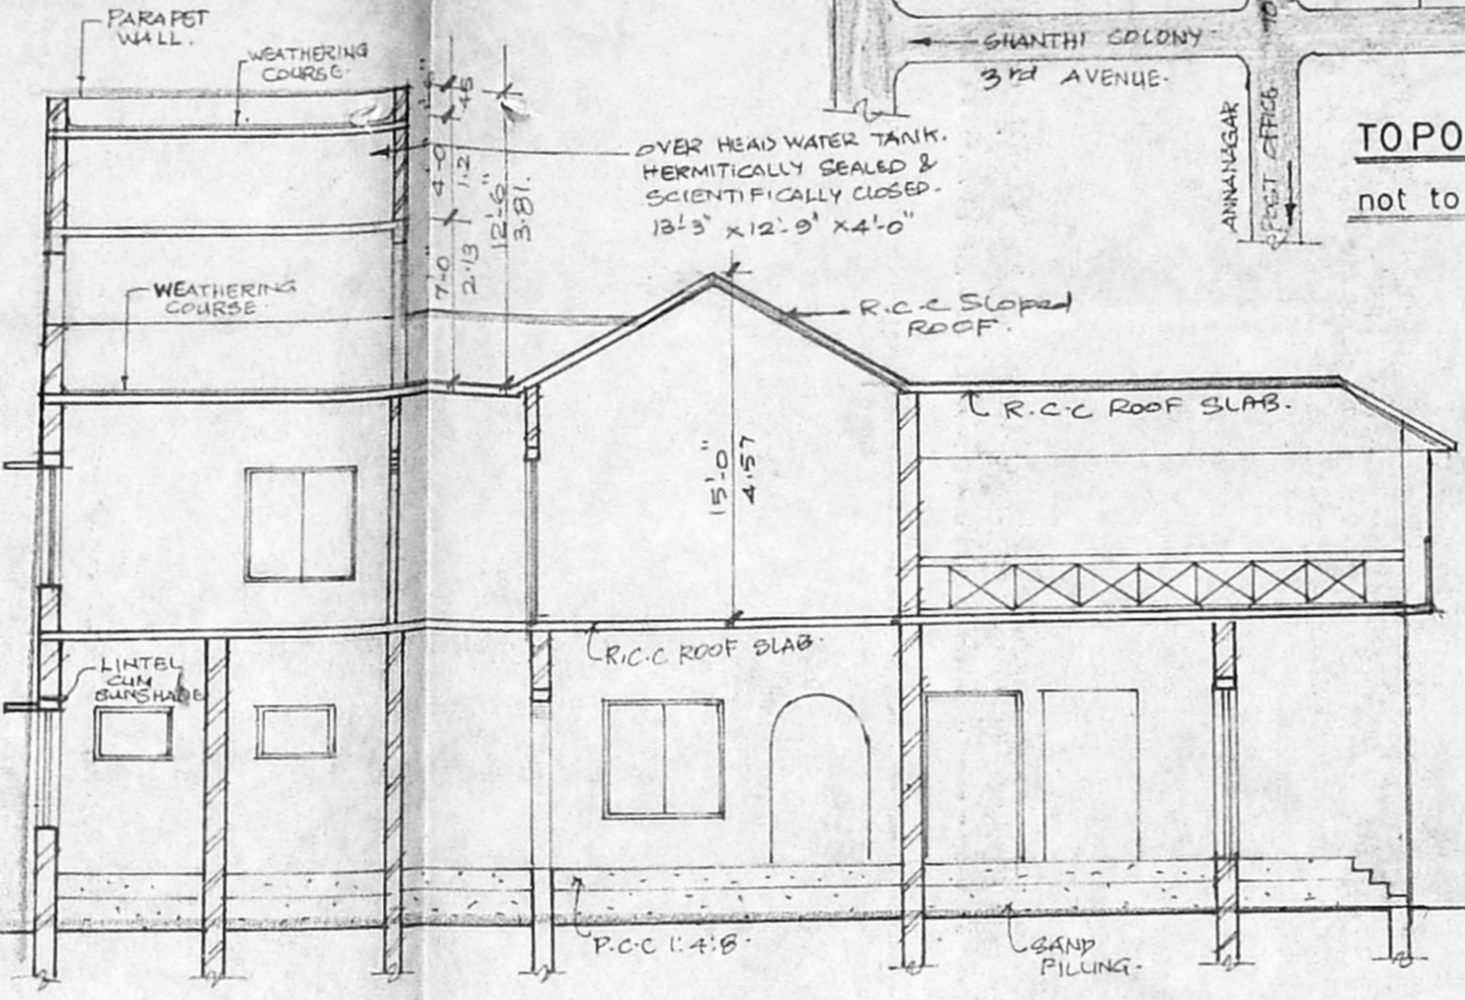 PARAPET
WALL.
WEATHERING
COURSE.
SHANTHI COLONY
3rd AVENUE.
ANNANAGAR
POST OFFICE
TOPO
not to
OVER HEAD WATER TANK.
HERMITICALLY SEALED &
SCIENTIFICALLY CLOSED.
13'-3" x 12'-9" x 4'-0"
.45
4'-0
1.2
7'-0"
2.13
12'-6"
3.81.
WEATHERING
COURSE.
R.C.C Sloped
ROOF.
R.C.C ROOF SLAB.
15'-0"
4.57
R.C.C ROOF SLAB.
LINTEL
CUM
SUNSHADE
P.C.C 1:4:8.
SAND
FILLING.